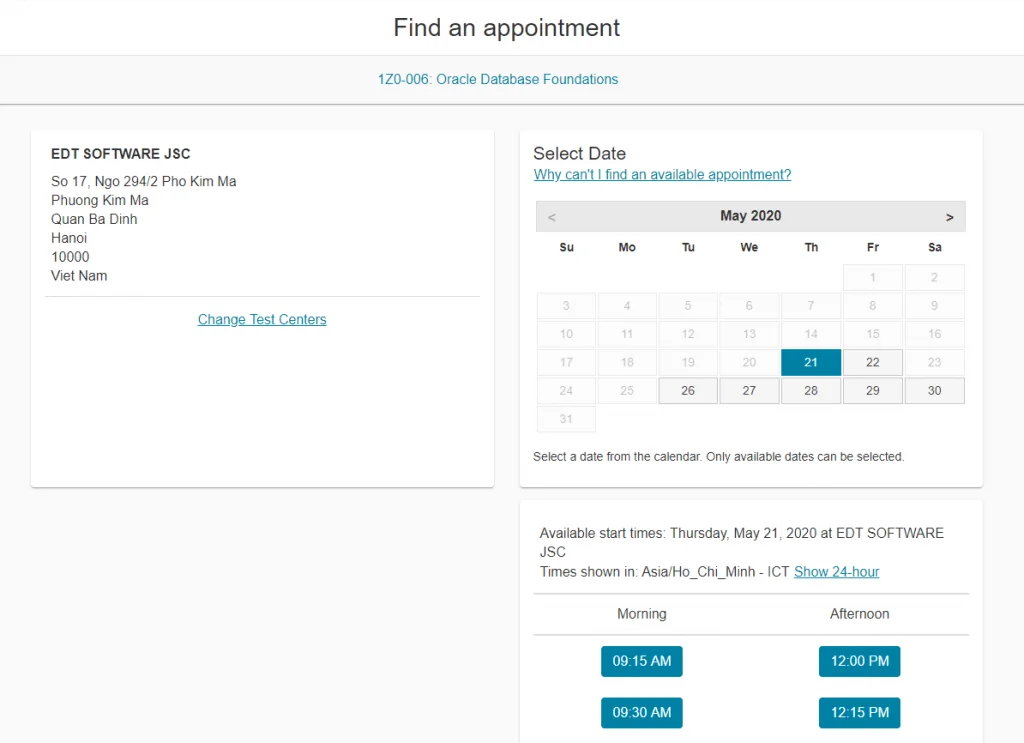 Find an appointment
1Z0-006: Oracle Database Foundations
EDT SOFTWARE JSC
So 17, Ngo 294/2 Pho Kim Ma
Phuong Kim Ma
Quan Ba Dinh
Hanoi
10000
Viet Nam
Change Test Centers
Select Date
Why can't I find an available appointment?
< May 2020 >
Su Mo Tu We Th Fr Sa
1 2
3 4 5 6 7 8 9
10 11 12 13 14 15 16
17 18 19 20 21 22 23
24 25 26 27 28 29 30
31
Select a date from the calendar. Only available dates can be selected.
Available start times: Thursday, May 21, 2020 at EDT SOFTWARE
JSC
Times shown in: Asia/Ho_Chi_Minh - ICT Show 24-hour
Morning Afternoon
09:15 AM 12:00 PM
09:30 AM 12:15 PM